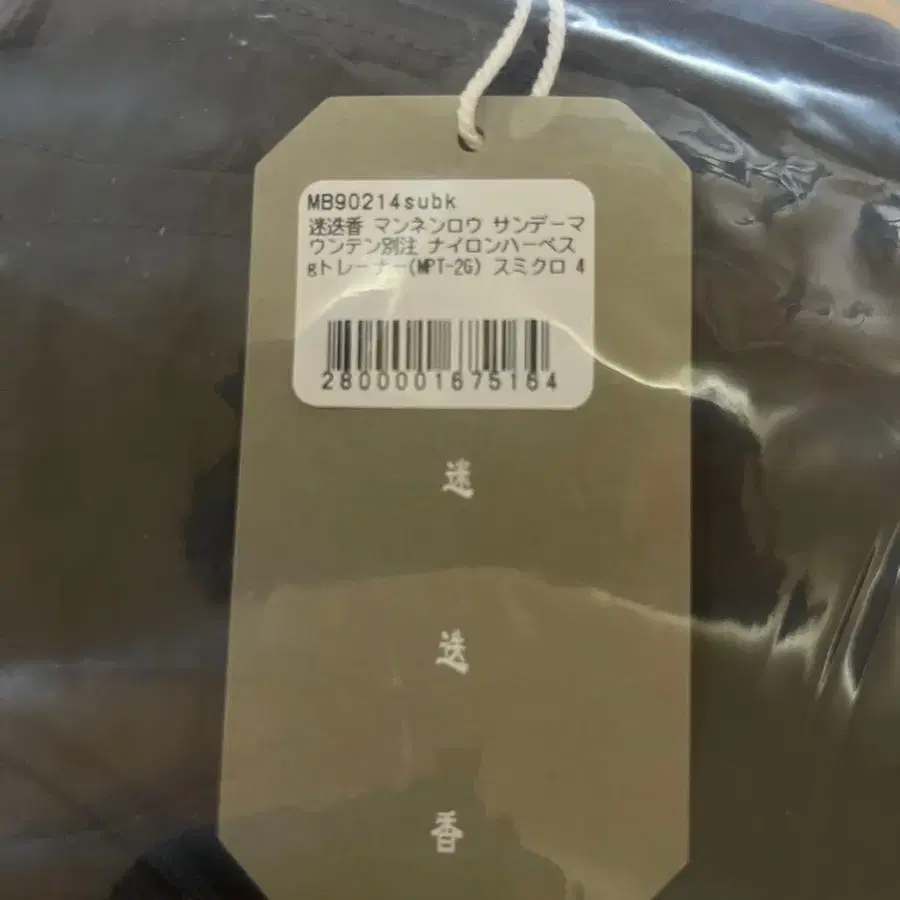 MB90214subk
迷迭香 マンネンロウ サンデーマ
ウンテン別注 ナイロンハーベス
gトレーナー(MPT-2G) スミクロ 4
2800001675164
迷
迭
香